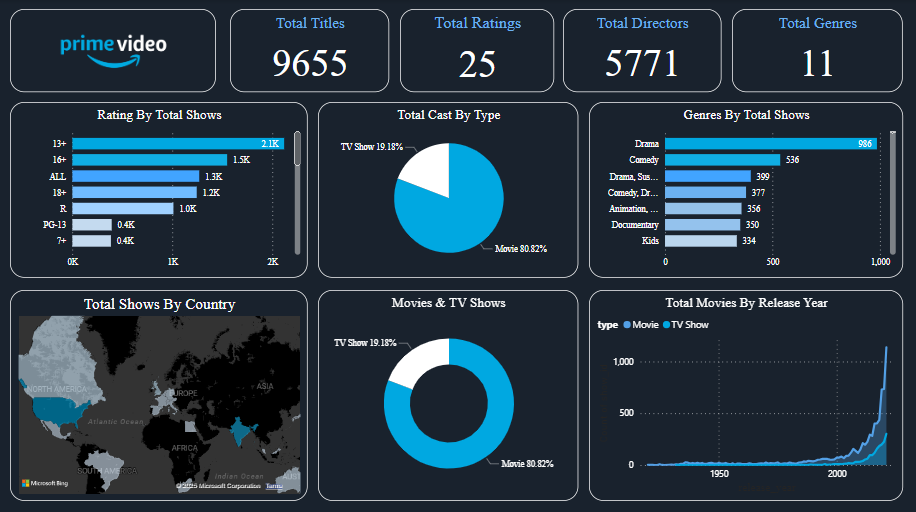 prime video
Total Titles
9655
Total Ratings
25
Total Directors
5771
Total Genres
11
Rating By Total Shows
13+ 2.1K
16+ 1.5K
ALL 1.3K
18+ 1.2K
R 1.0K
PG-13 0.4K
7+ 0.4K
0K 1K 2K
Total Cast By Type
TV Show 19.18%
Movie 80.82%
Genres By Total Shows
Drama 986
Comedy 536
Drama, Sus... 399
Comedy, Dr... 377
Animation, ... 356
Documentary 350
Kids 334
0 500 1,000
Total Shows By Country
NORTH AMERICA
EUROPE
ASIA
Atlantic Ocean
AFRICA
SOUTH AMERICA
Indian Ocean
Microsoft Bing
© 2025 Microsoft Corporation Terms
Movies & TV Shows
TV Show 19.18%
Movie 80.82%
Total Movies By Release Year
type Movie TV Show
1,000
500
0
1950 2000